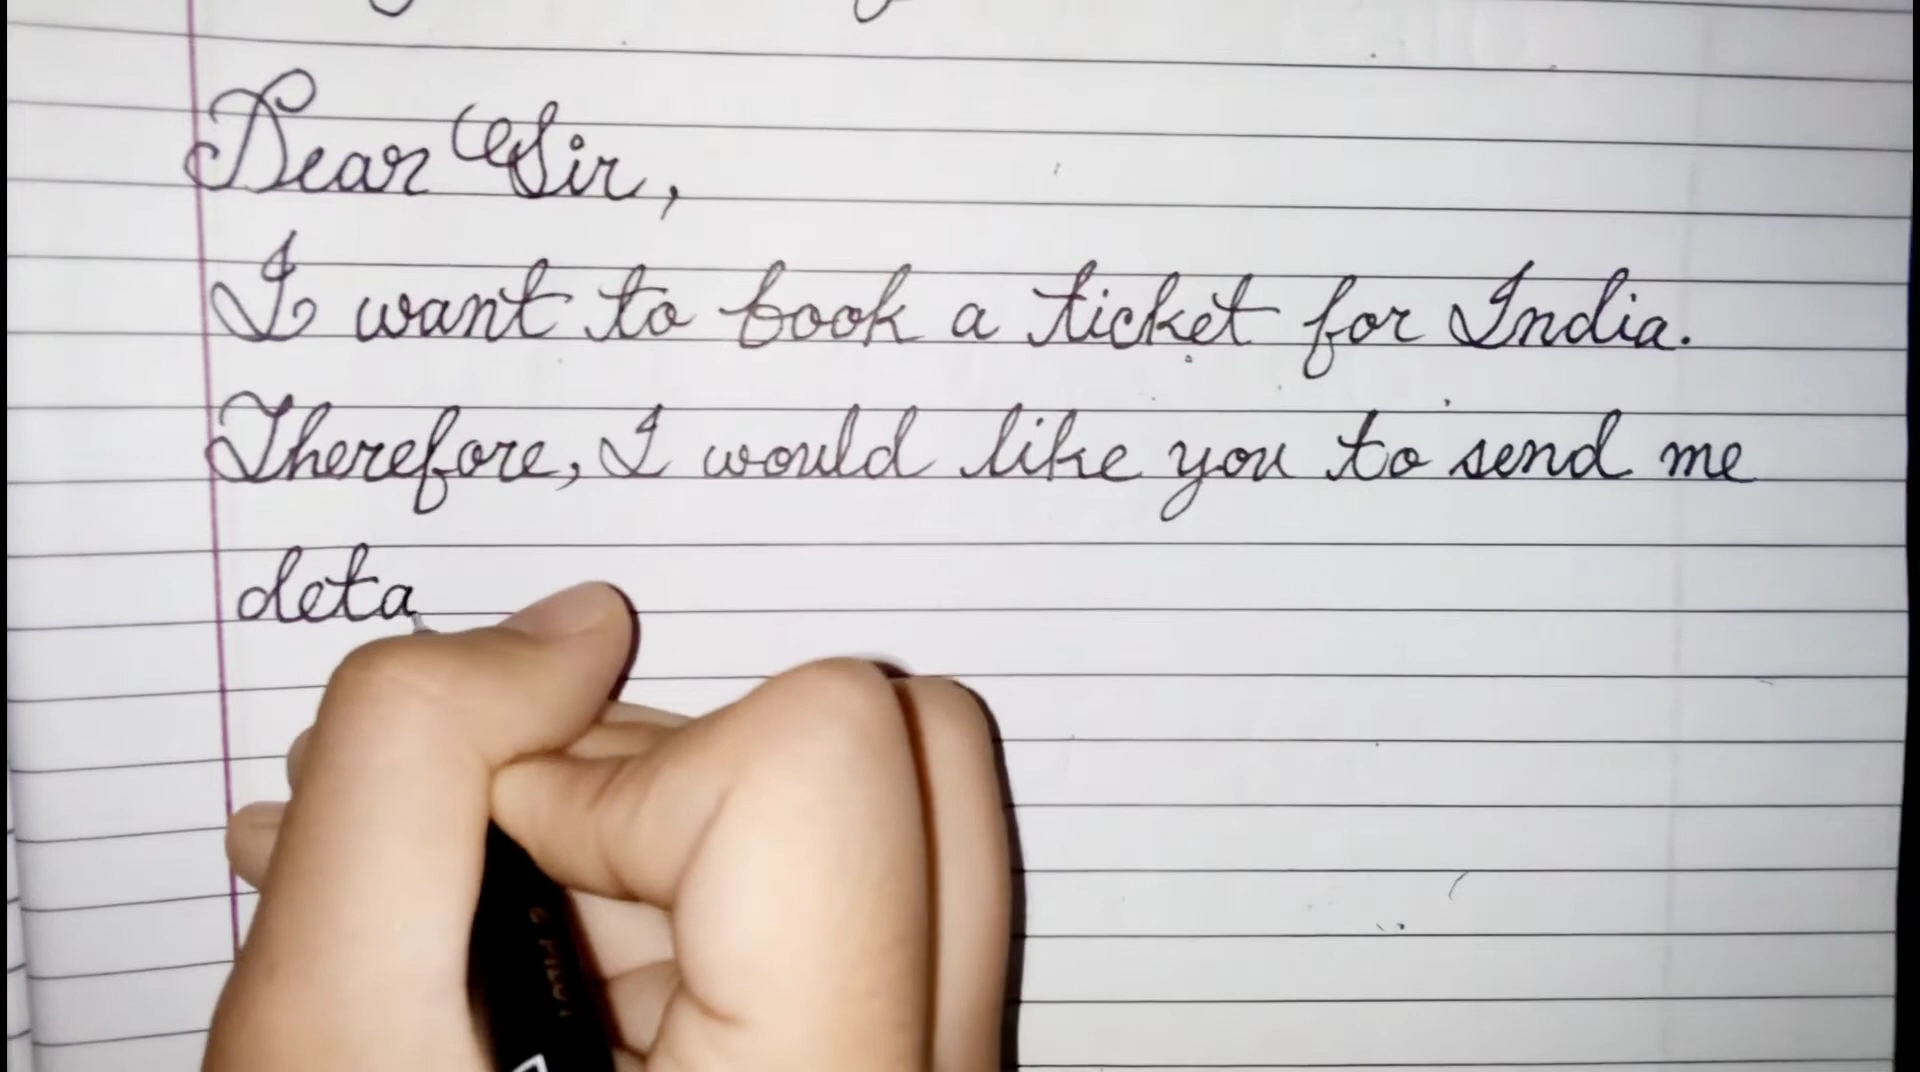 Dear Sir,
I want to book a ticket for India.
Therefore, I would like you to send me
deta